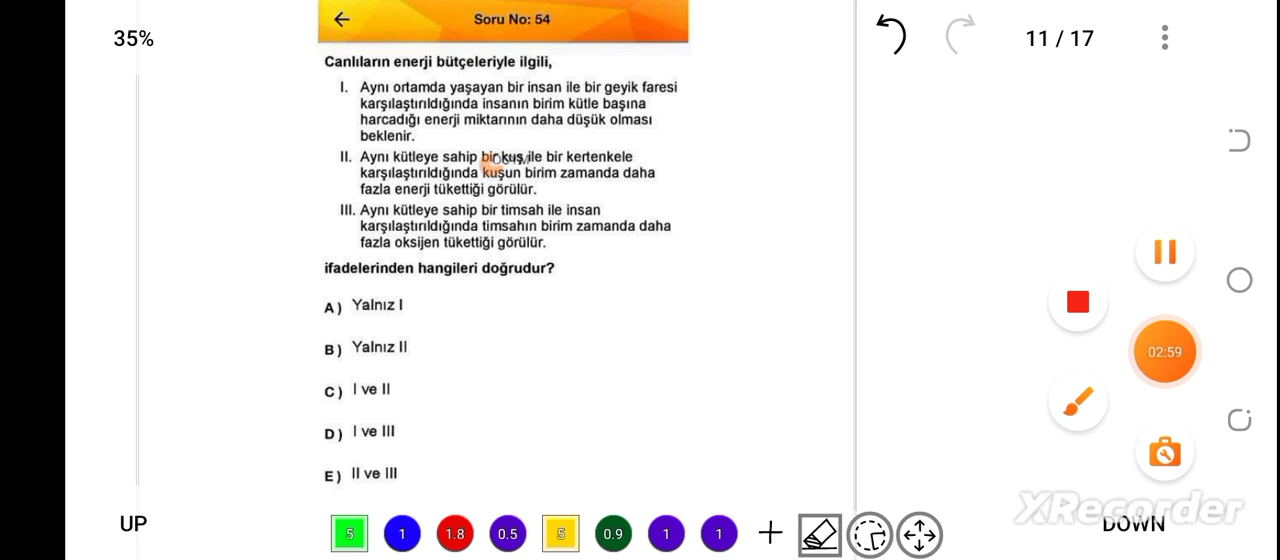 35%
Soru No: 54
11 / 17
Canlıların enerji bütçeleriyle ilgili,
I. Aynı ortamda yaşayan bir insan ile bir geyik faresi
karşılaştırıldığında insanın birim kütle başına
harcadığı enerji miktarının daha düşük olması
beklenir.
II. Aynı kütleye sahip bir kuş ile bir kertenkele
karşılaştırıldığında kuşun birim zamanda daha
fazla enerji tükettiği görülür.
III. Aynı kütleye sahip bir timsah ile insan
karşılaştırıldığında timsahın birim zamanda daha
fazla oksijen tükettiği görülür.
ifadelerinden hangileri doğrudur?
A) Yalnız I
B) Yalnız II
C) I ve II
D) I ve III
E) II ve III
02:59
UP
5 1 1.8 0.5 5 0.9 1 1
XRecorder
DOWN